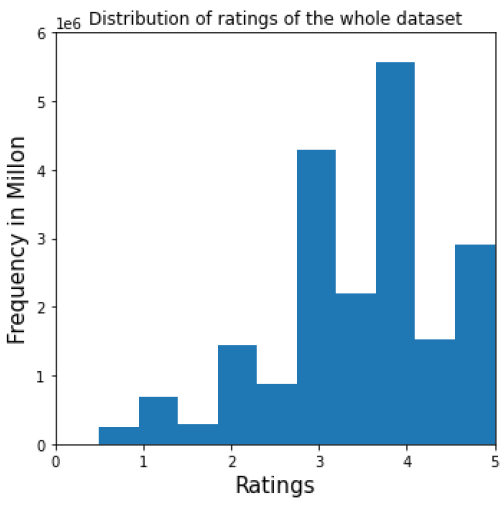 Distribution of ratings of the whole dataset
1e6
6
5
4
3
2
1
0
Frequency in Millon
0 1 2 3 4 5
Ratings